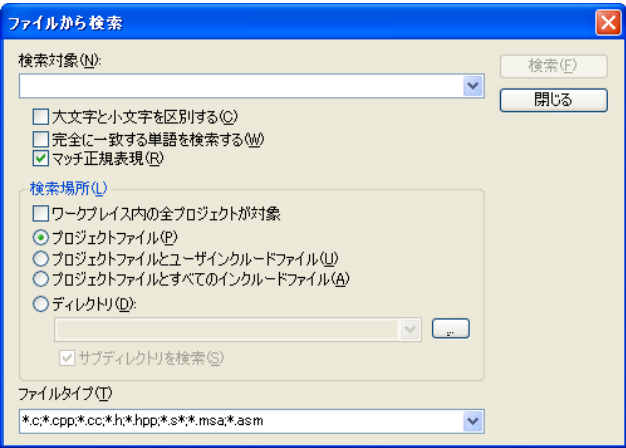 ファイルから検索
検索対象(N):
検索(F)
閉じる
大文字と小文字を区別する(C)
完全に一致する単語を検索する(W)
マッチ正規表現(R)
検索場所(L)
ワークプレイス内の全プロジェクトが対象
プロジェクトファイル(P)
プロジェクトファイルとユーザインクルードファイル(U)
プロジェクトファイルとすべてのインクルードファイル(A)
ディレクトリ(D):
...
サブディレクトリを検索(S)
ファイルタイプ(T)
*.c;*.cpp;*.cc;*.h;*.hpp;*.s*;*.msa;*.asm